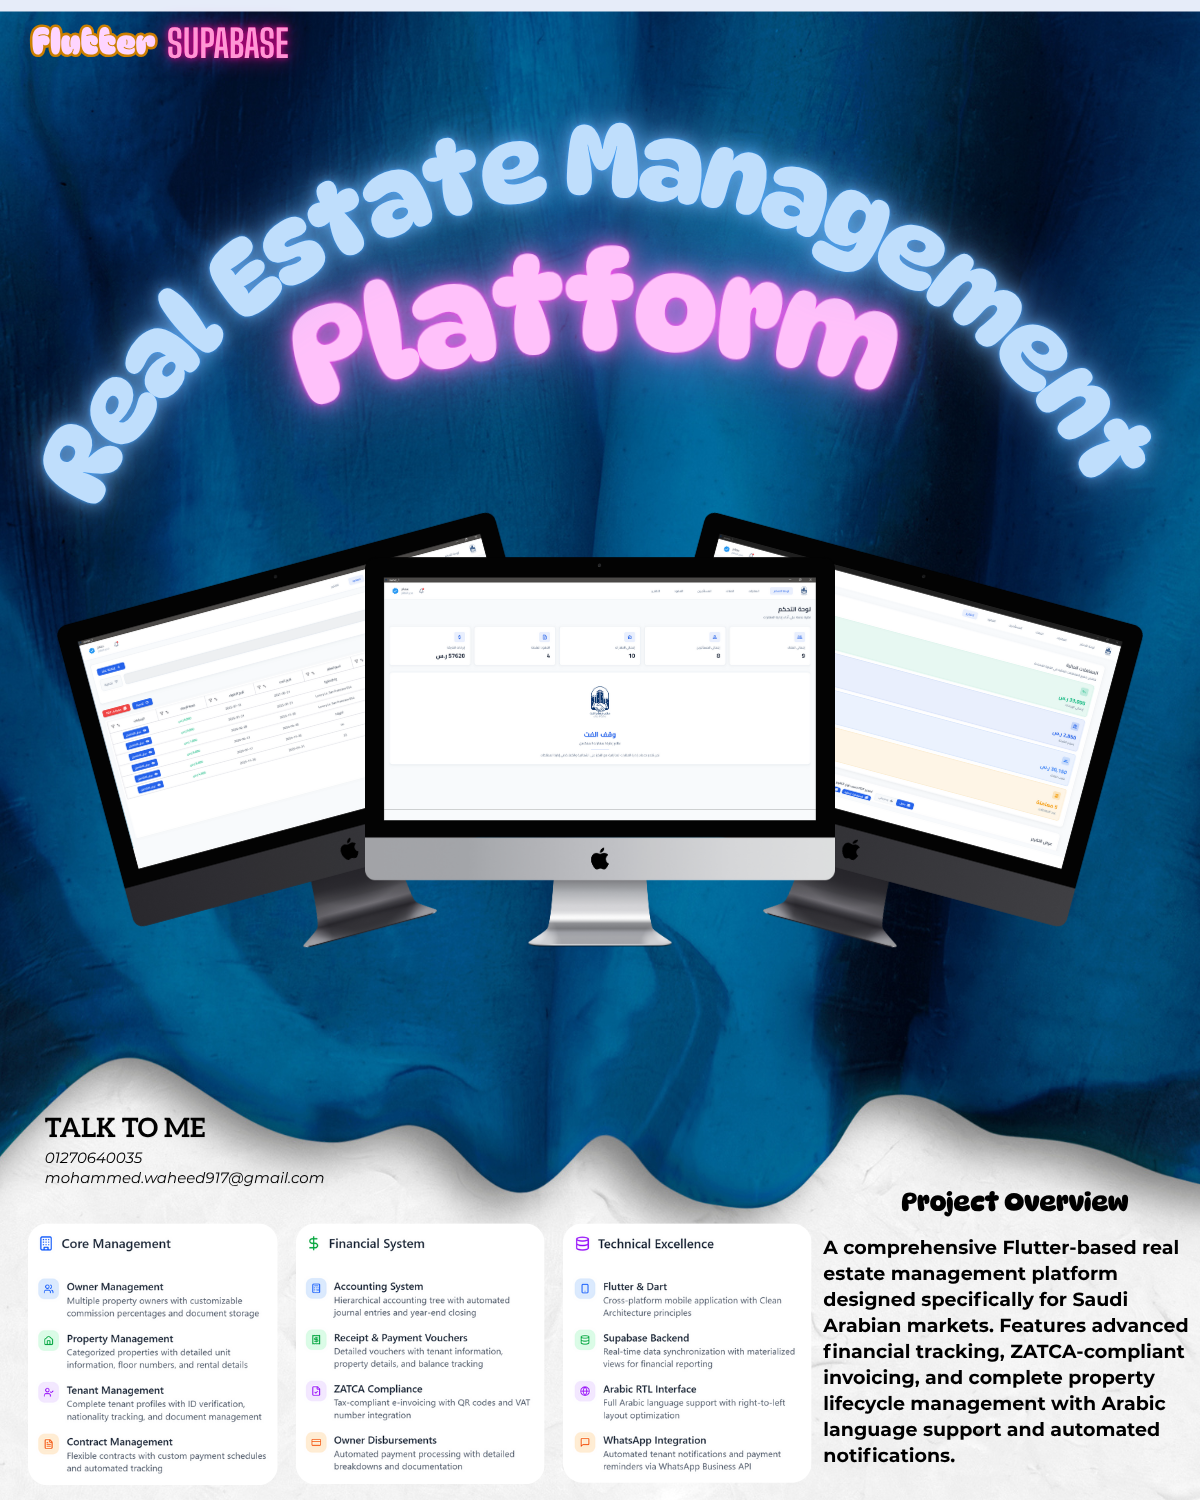 Flutter SUPABASE
Real Estate Management
Platform
لوحة التحكم
57620 ر.س
4
10
8
9
وقف الفت
33,000 ر.س
2,850 ر.س
30,150 ر.س
TALK TO ME
01270640035
mohammed.waheed917@gmail.com
Core Management
Owner Management
Multiple property owners with customizable
commission percentages and document storage
Property Management
Categorized properties with detailed unit
information, floor numbers, and rental details
Tenant Management
Complete tenant profiles with ID verification,
nationality tracking, and document management
Contract Management
Flexible contracts with custom payment schedules
and automated tracking
Financial System
Accounting System
Hierarchical accounting tree with automated
journal entries and year-end closing
Receipt & Payment Vouchers
Detailed vouchers with tenant information,
property details, and balance tracking
ZATCA Compliance
Tax-compliant e-invoicing with QR codes and VAT
number integration
Owner Disbursements
Automated payment processing with detailed
breakdowns and documentation
Technical Excellence
Flutter & Dart
Cross-platform mobile application with Clean
Architecture principles
Supabase Backend
Real-time data synchronization with materialized
views for financial reporting
Arabic RTL Interface
Full Arabic language support with right-to-left
layout optimization
WhatsApp Integration
Automated tenant notifications and payment
reminders via WhatsApp Business API
Project Overview
A comprehensive Flutter-based real
estate management platform
designed specifically for Saudi
Arabian markets. Features advanced
financial tracking, ZATCA-compliant
invoicing, and complete property
lifecycle management with Arabic
language support and automated
notifications.